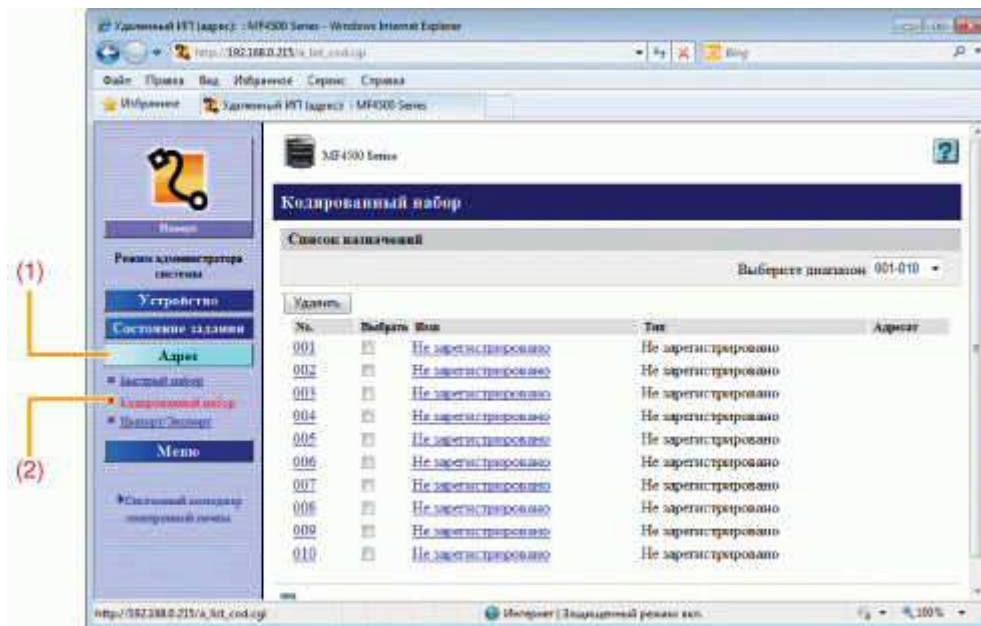 Удаленный ИП (адрес): : MF4500 Series - Windows Internet Explorer
http://192.168.0.215/a_list_cod.cgi
Bing
Файл Правка Вид Избранное Сервис Справка
Избранное Удаленный ИП (адрес): : MF4500 Series
MF4500 Series
Кодированный набор
Режим администратора
системы
Список назначений
(1)
Выберите диапазон 001-010
Устройство
Удалить
Состояние задания
No. Выбрать Имя Тип Адресат
Адрес
001 Не зарегистрировано Не зарегистрировано
002 Не зарегистрировано Не зарегистрировано
Быстрый набор
003 Не зарегистрировано Не зарегистрировано
Кодированный набор
004 Не зарегистрировано Не зарегистрировано
Импорт/Экспорт
005 Не зарегистрировано Не зарегистрировано
Меню
006 Не зарегистрировано Не зарегистрировано
(2)
007 Не зарегистрировано Не зарегистрировано
008 Не зарегистрировано Не зарегистрировано
электронной почты
009 Не зарегистрировано Не зарегистрировано
010 Не зарегистрировано Не зарегистрировано
http://192.168.0.215/a_list_cod.cgi
Интернет | Защищенный режим: вкл.
100%